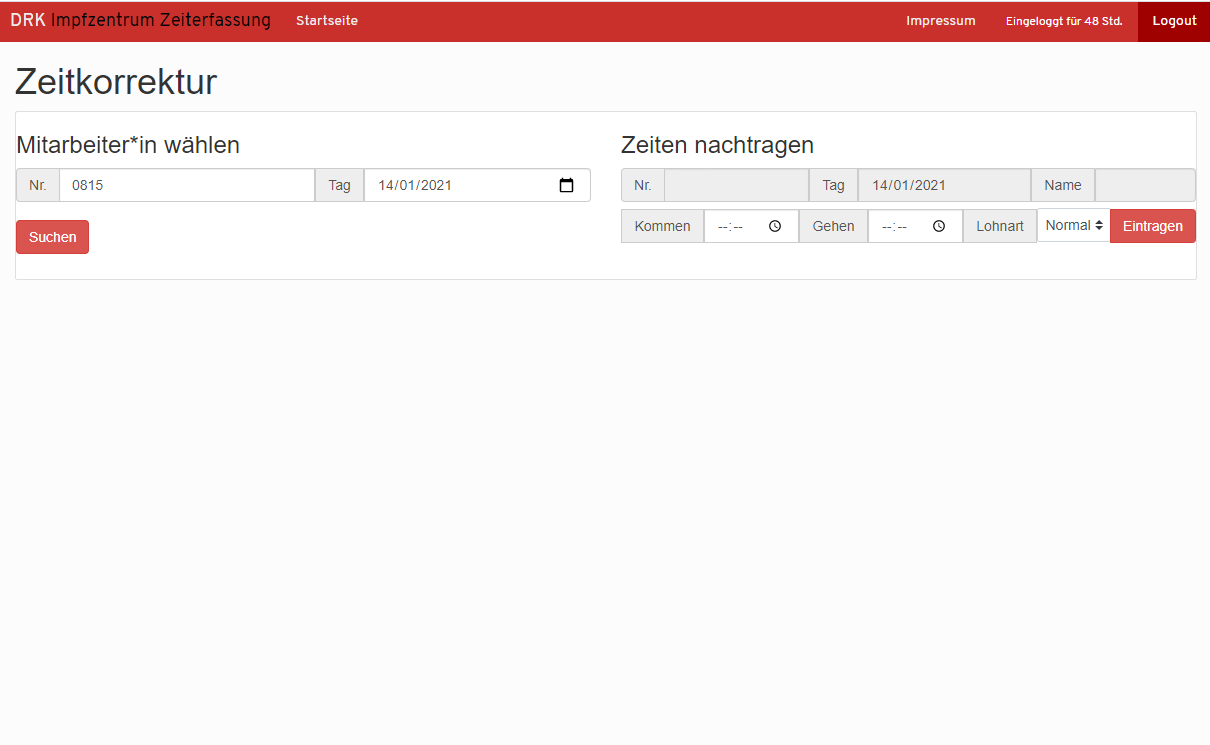 DRK Impfzentrum Zeiterfassung Startseite Impressum Eingeloggt für 48 Std. Logout
Zeitkorrektur
Mitarbeiter*in wählen
Nr. 0815 Tag 14/01/2021
Suchen
Zeiten nachtragen
Nr. Tag 14/01/2021 Name
Kommen --:-- Gehen --:-- Lohnart Normal Eintragen